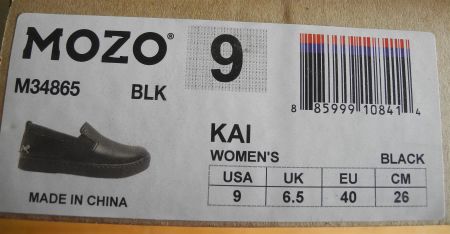 MOZO®
9
M34865 BLK
8 85999 10841 4
KAI
WOMEN'S BLACK
USA UK EU CM
9 6.5 40 26
MADE IN CHINA